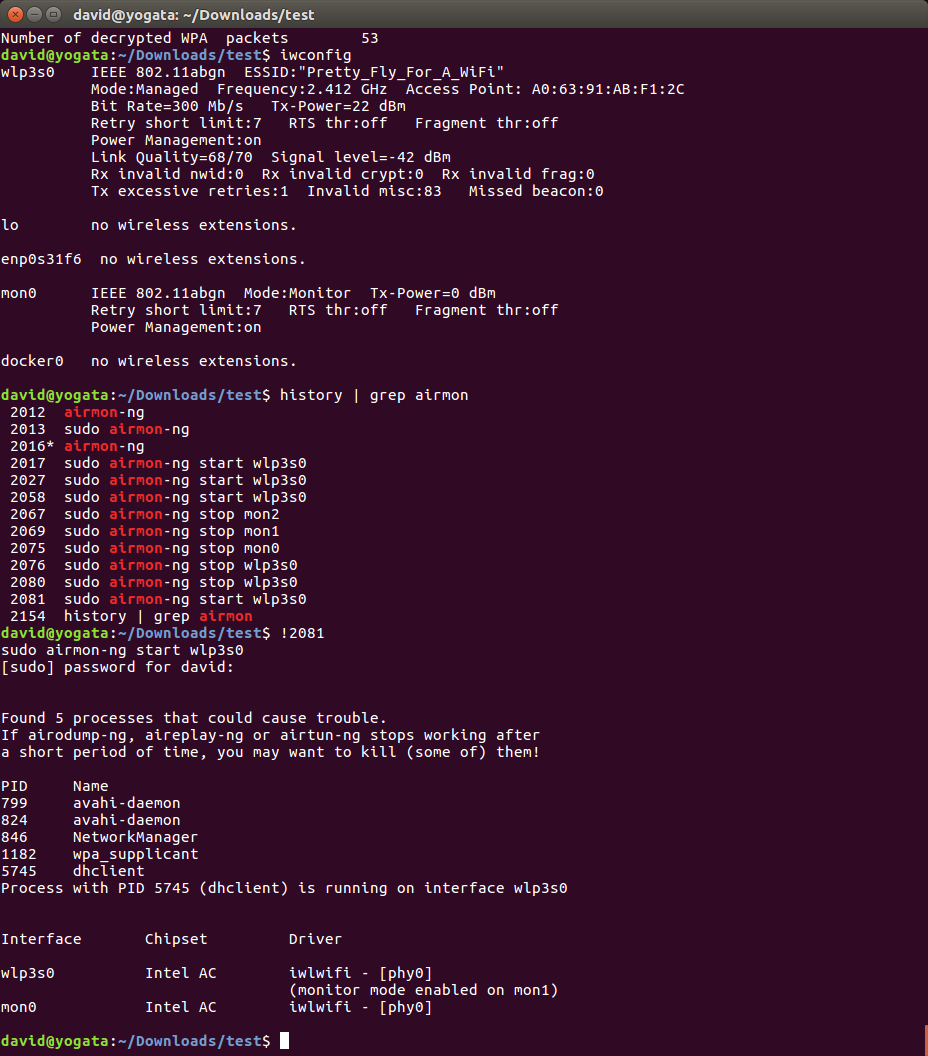 david@yogata: ~/Downloads/test
Number of decrypted WPA  packets        53
david@yogata:~/Downloads/test$ iwconfig
wlp3s0    IEEE 802.11abgn  ESSID:"Pretty_Fly_For_A_WiFi"
          Mode:Managed  Frequency:2.412 GHz  Access Point: A0:63:91:AB:F1:2C
          Bit Rate=300 Mb/s   Tx-Power=22 dBm
          Retry short limit:7   RTS thr:off   Fragment thr:off
          Power Management:on
          Link Quality=68/70  Signal level=-42 dBm
          Rx invalid nwid:0  Rx invalid crypt:0  Rx invalid frag:0
          Tx excessive retries:1  Invalid misc:83   Missed beacon:0
lo        no wireless extensions.
enp0s31f6  no wireless extensions.
mon0      IEEE 802.11abgn  Mode:Monitor  Tx-Power=0 dBm
          Retry short limit:7   RTS thr:off   Fragment thr:off
          Power Management:on
docker0   no wireless extensions.
david@yogata:~/Downloads/test$ history | grep airmon
 2012  airmon-ng
 2013  sudo airmon-ng
 2016* airmon-ng
 2017  sudo airmon-ng start wlp3s0
 2027  sudo airmon-ng start wlp3s0
 2058  sudo airmon-ng start wlp3s0
 2067  sudo airmon-ng stop mon2
 2069  sudo airmon-ng stop mon1
 2075  sudo airmon-ng stop mon0
 2076  sudo airmon-ng stop wlp3s0
 2080  sudo airmon-ng stop wlp3s0
 2081  sudo airmon-ng start wlp3s0
 2154  history | grep airmon
david@yogata:~/Downloads/test$ !2081
sudo airmon-ng start wlp3s0
[sudo] password for david:
Found 5 processes that could cause trouble.
If airodump-ng, aireplay-ng or airtun-ng stops working after
a short period of time, you may want to kill (some of) them!
PID     Name
799     avahi-daemon
824     avahi-daemon
846     NetworkManager
1182    wpa_supplicant
5745    dhclient
Process with PID 5745 (dhclient) is running on interface wlp3s0
Interface       Chipset         Driver
wlp3s0          Intel AC        iwlwifi - [phy0]
                                (monitor mode enabled on mon1)
mon0            Intel AC        iwlwifi - [phy0]
david@yogata:~/Downloads/test$